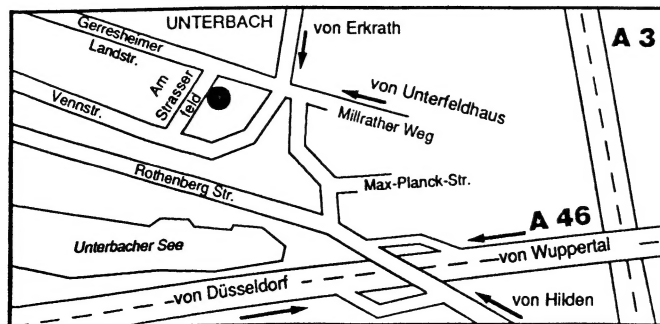 UNTERBACH
Gerresheimer
Landstr.
von Erkrath
A 3
Am
Strasser
feld
von Unterfeldhaus
Vennstr.
Millrather Weg
Rothenberg Str.
Max-Planck-Str.
A 46
Unterbacher See
von Wuppertal
von Düsseldorf
von Hilden